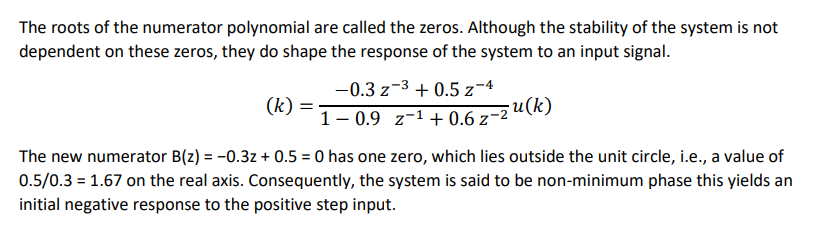 The roots of the numerator polynomial are called the zeros. Although the stability of the system is not
dependent on these zeros, they do shape the response of the system to an input signal.
(k) = \frac{−0.3 z^{−3} + 0.5 z^{−4}}{1 − 0.9 z^{−1} + 0.6 z^{−2}} u(k)
The new numerator B(z) = −0.3z + 0.5 = 0 has one zero, which lies outside the unit circle, i.e., a value of
0.5/0.3 = 1.67 on the real axis. Consequently, the system is said to be non-minimum phase this yields an
initial negative response to the positive step input.